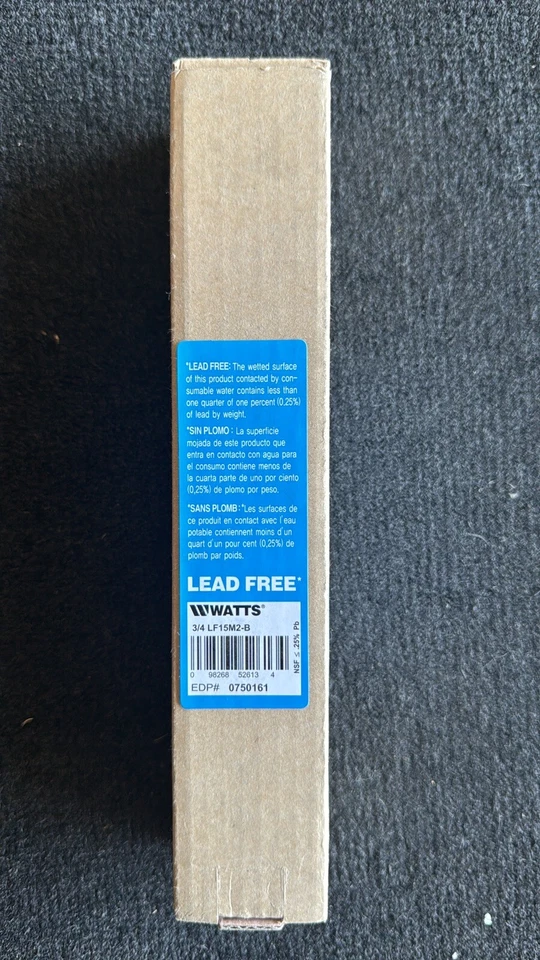 *LEAD FREE: The wetted surface
of this product contacted by con-
sumable water contains less than
one quarter of one percent (0.25%)
of lead by weight.
*SIN PLOMO : La superficie
mojada de este producto que
entra en contacto con agua para
el consumo contiene menos de
la cuarta parte de uno por ciento
(0,25%) de plomo por peso.
*SANS PLOMB:*Les surfaces de
ce produit en contact avec l'eau
potable contiennent moins d'un
quart d'un pour cent (0,25%) de
plomb par poids.
LEAD FREE*
WATTS®
3/4 LF15M2-B
0 98268 52613 4
EDP# 0750161
NSF ≤ .25% Pb